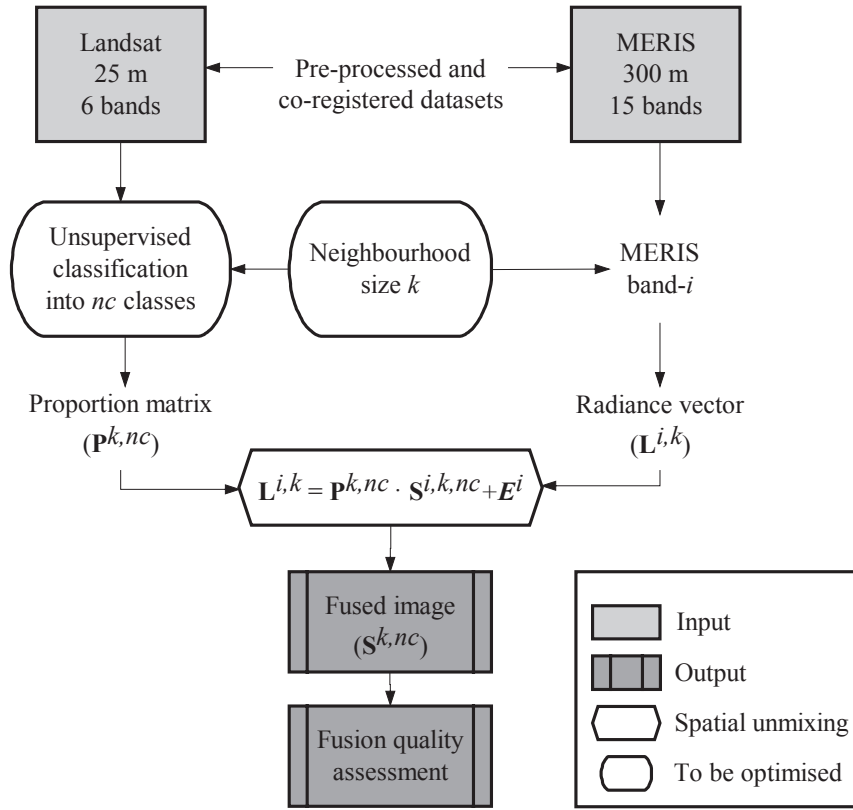 Landsat
25 m
6 bands
Pre-processed and
co-registered datasets
MERIS
300 m
15 bands
Unsupervised
classification
into nc classes
Neighbourhood
size k
MERIS
band-i
Proportion matrix
(P^{k,nc})
Radiance vector
(L^{i,k})
L^{i,k} = P^{k,nc} . S^{i,k,nc}+E^i
Fused image
(S^{k,nc})
Fusion quality
assessment
Input
Output
Spatial unmixing
To be optimised